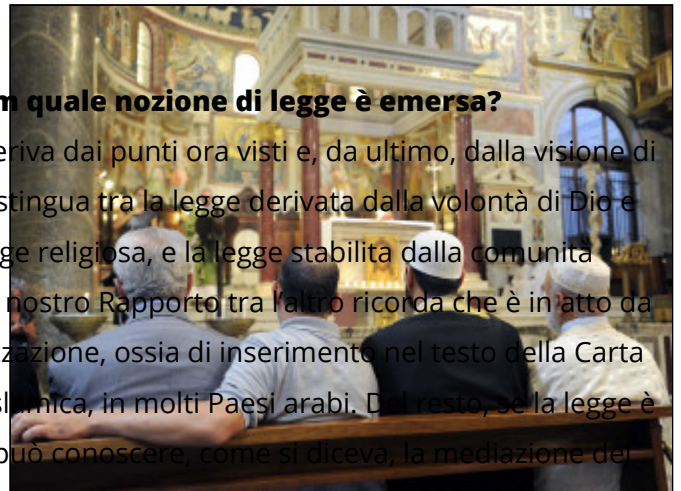 m quale nozione di legge è emersa?
eriva dai punti ora visti e, da ultimo, dalla visione di
stingua tra la legge derivata dalla volontà di Dio e
ge religiosa, e la legge stabilita dalla comunità
nostro Rapporto tra l'altro ricorda che è in atto da
zazione, ossia di inserimento nel testo della Carta
slamica, in molti Paesi arabi. Del resto, se la legge è
può conoscere, come si diceva, la mediazione del